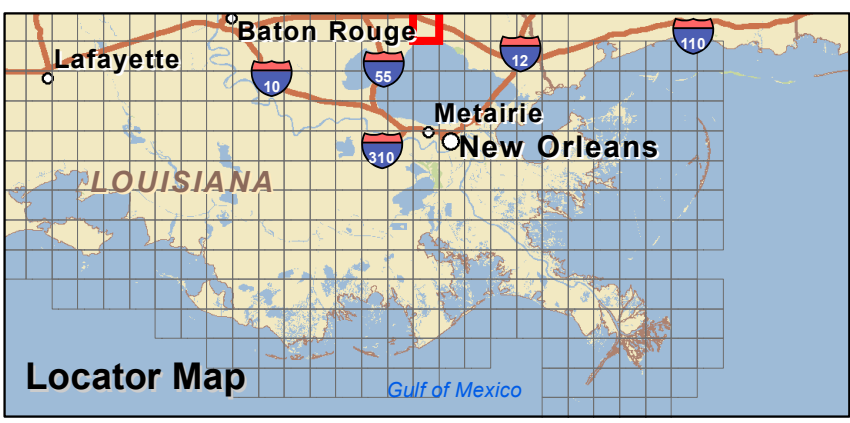 Baton Rouge
110
12
Lafayette
10
55
Metairie
310
New Orleans
LOUISIANA
Locator Map
Gulf of Mexico